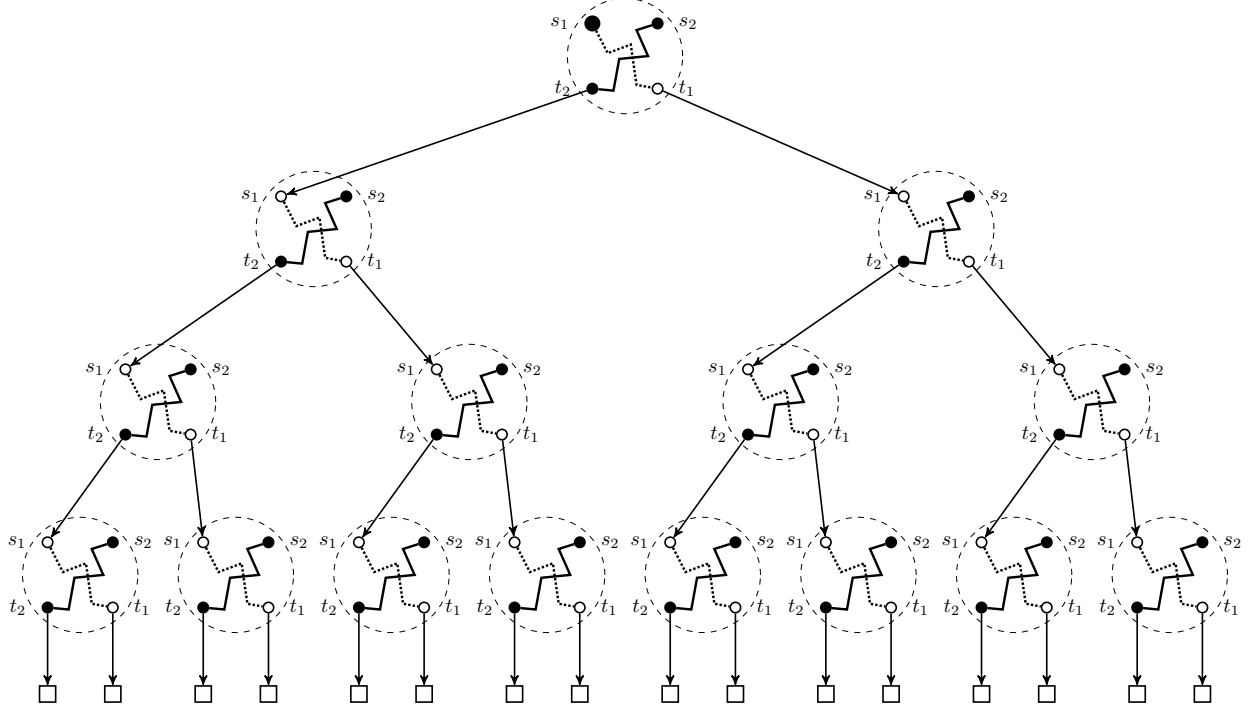 s₁ s₂
t₂ t₁
s₁ s₂ s₁ s₂
t₂ t₁ t₂ t₁
s₁ s₂ s₁ s₂ s₁ s₂ s₁ s₂
t₂ t₁ t₂ t₁ t₂ t₁ t₂ t₁
s₁ s₂ s₁ s₂ s₁ s₂ s₁ s₂ s₁ s₂ s₁ s₂ s₁ s₂ s₁ s₂
t₂ t₁ t₂ t₁ t₂ t₁ t₂ t₁ t₂ t₁ t₂ t₁ t₂ t₁ t₂ t₁